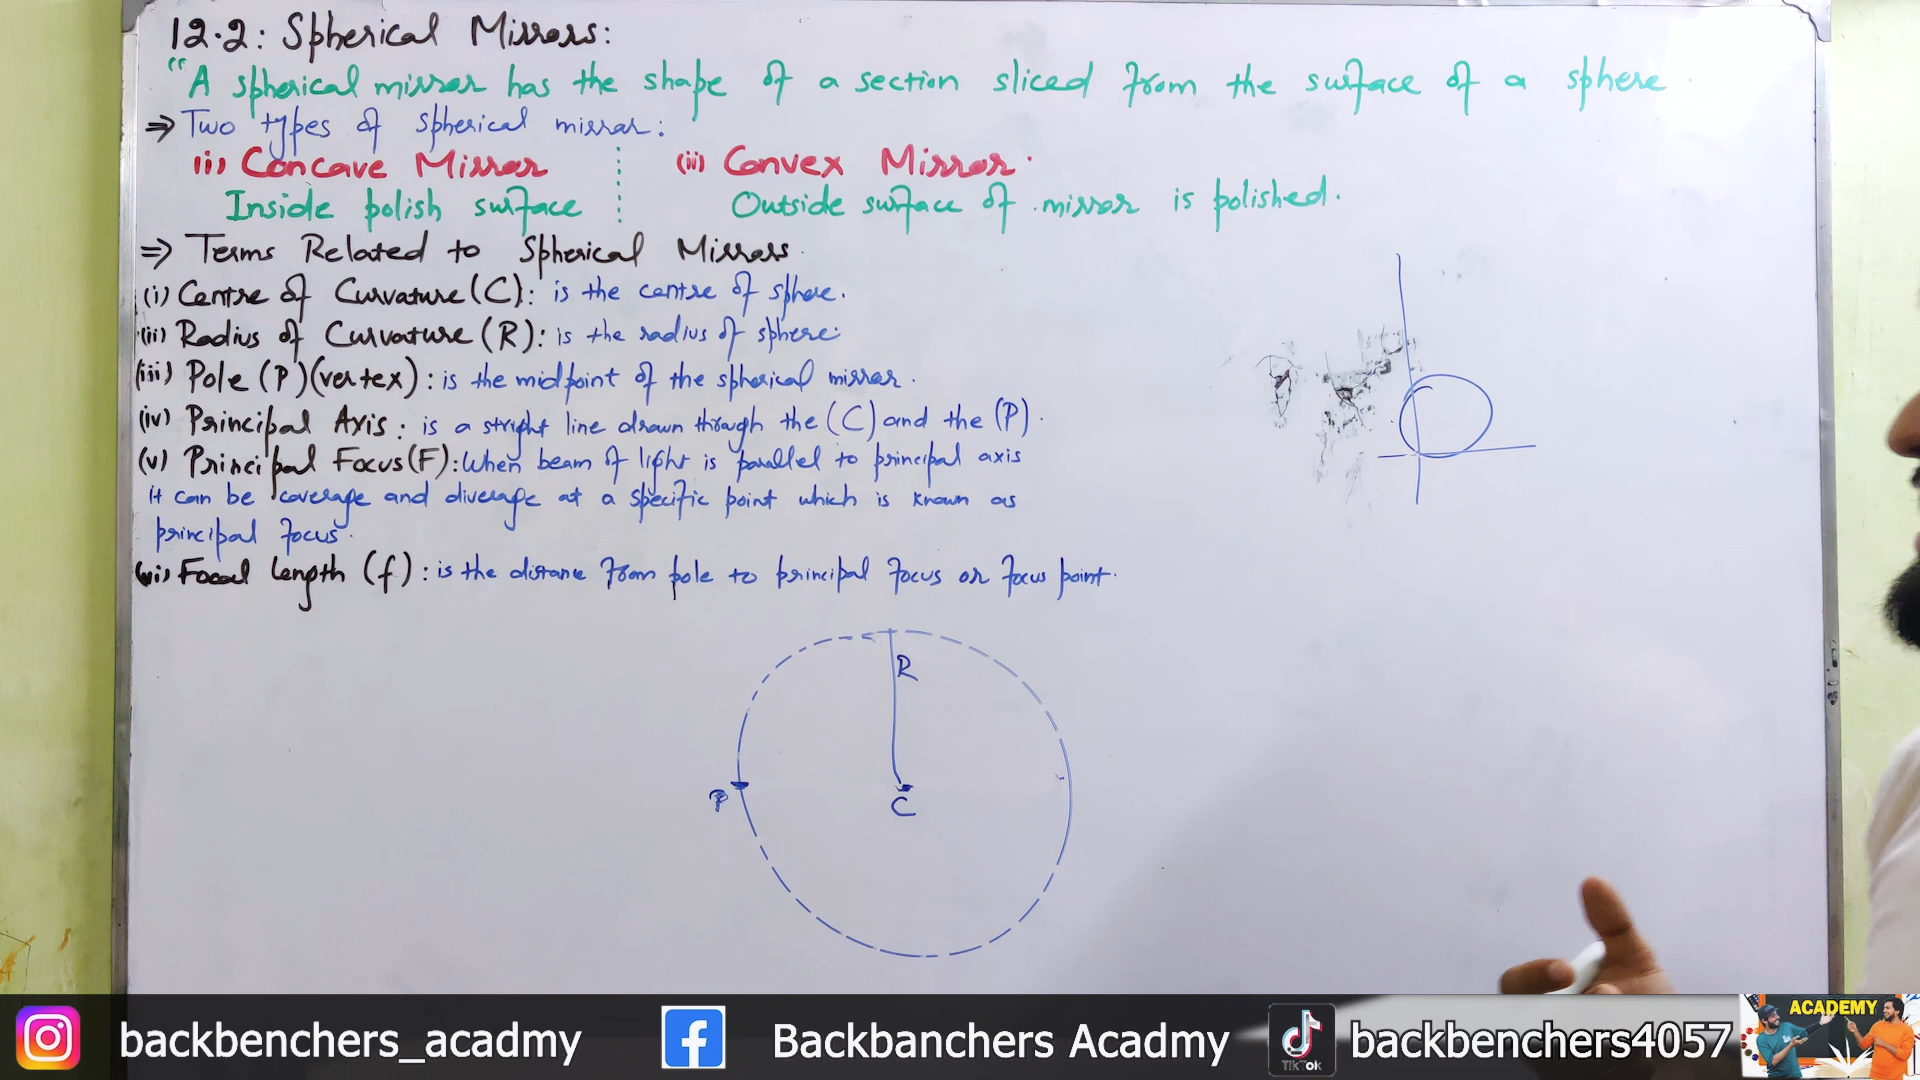 12.2: Spherical Mirrors:
"A spherical mirror has the shape of a section sliced from the surface of a sphere.
⇒ Two types of spherical mirror:
(i) Concave Mirror (ii) Convex Mirror.
Inside polish surface Outside surface of mirror is polished.
⇒ Terms Related to Spherical Mirrors.
(i) Centre of Curvature (C): is the centre of sphere.
(ii) Radius of Curvature (R): is the radius of sphere.
(iii) Pole (P)(vertex): is the midpoint of the spherical mirror.
(iv) Principal Axis: is a stright line drawn through the (C) and the (P).
(v) Principal Focus (F): When beam of light is parallel to principal axis
it can be coverage and diverage at a specific point which is known as
principal focus.
(vi) Focal length (f): is the distane from pole to principal focus or focus point.
R
P
C
backbenchers_acadmy
Backbanchers Acadmy
TikTok
backbenchers4057
ACADEMY